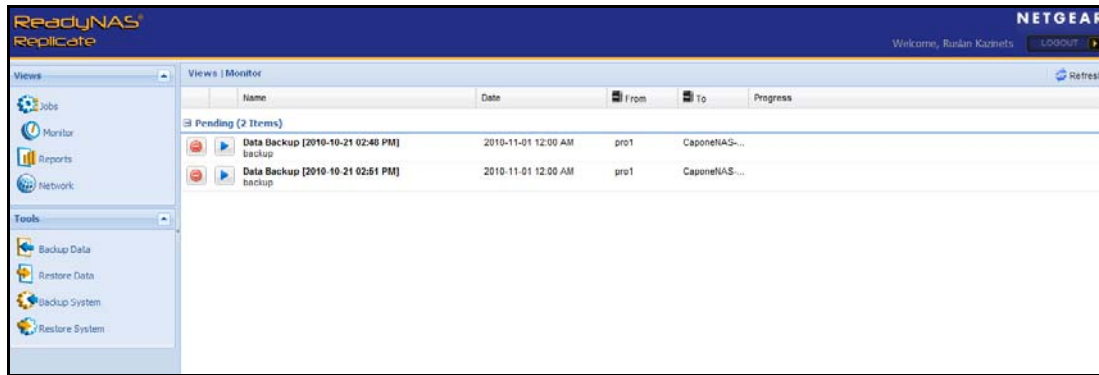 ReadyNAS®
Replicate
NETGEAR
Welcome, Ruslan Kazinets LOGOUT
Views
Jobs
Monitor
Reports
Network
Tools
Backup Data
Restore Data
Backup System
Restore System
Views | Monitor
Refresh
Name Date From To Progress
Pending (2 Items)
Data Backup [2010-10-21 02:48 PM] 2010-11-01 12:00 AM pro1 CaponeNAS-...
backup
Data Backup [2010-10-21 02:51 PM] 2010-11-01 12:00 AM pro1 CaponeNAS-...
backup